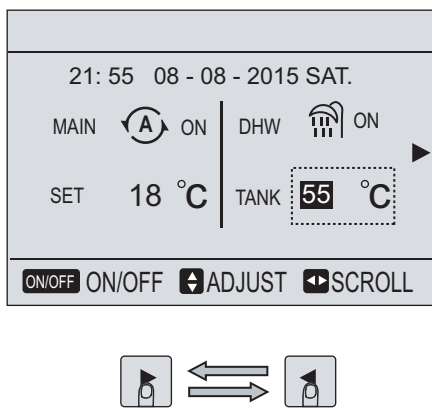 21: 55 08 - 08 - 2015 SAT.
MAIN A ON DHW ON
SET 18 °C TANK 55 °C
ON/OFF ON/OFF ADJUST SCROLL